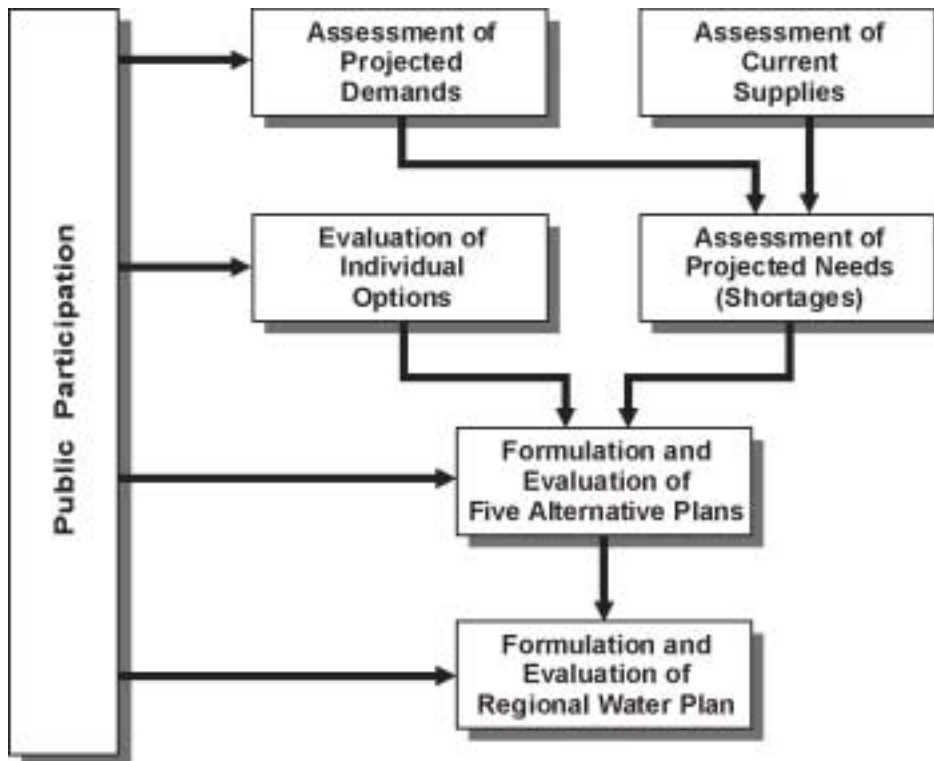 Public Participation
Assessment of
Projected
Demands
Assessment of
Current
Supplies
Evaluation of
Individual
Options
Assessment of
Projected Needs
(Shortages)
Formulation and
Evaluation of
Five Alternative Plans
Formulation and
Evaluation of
Regional Water Plan